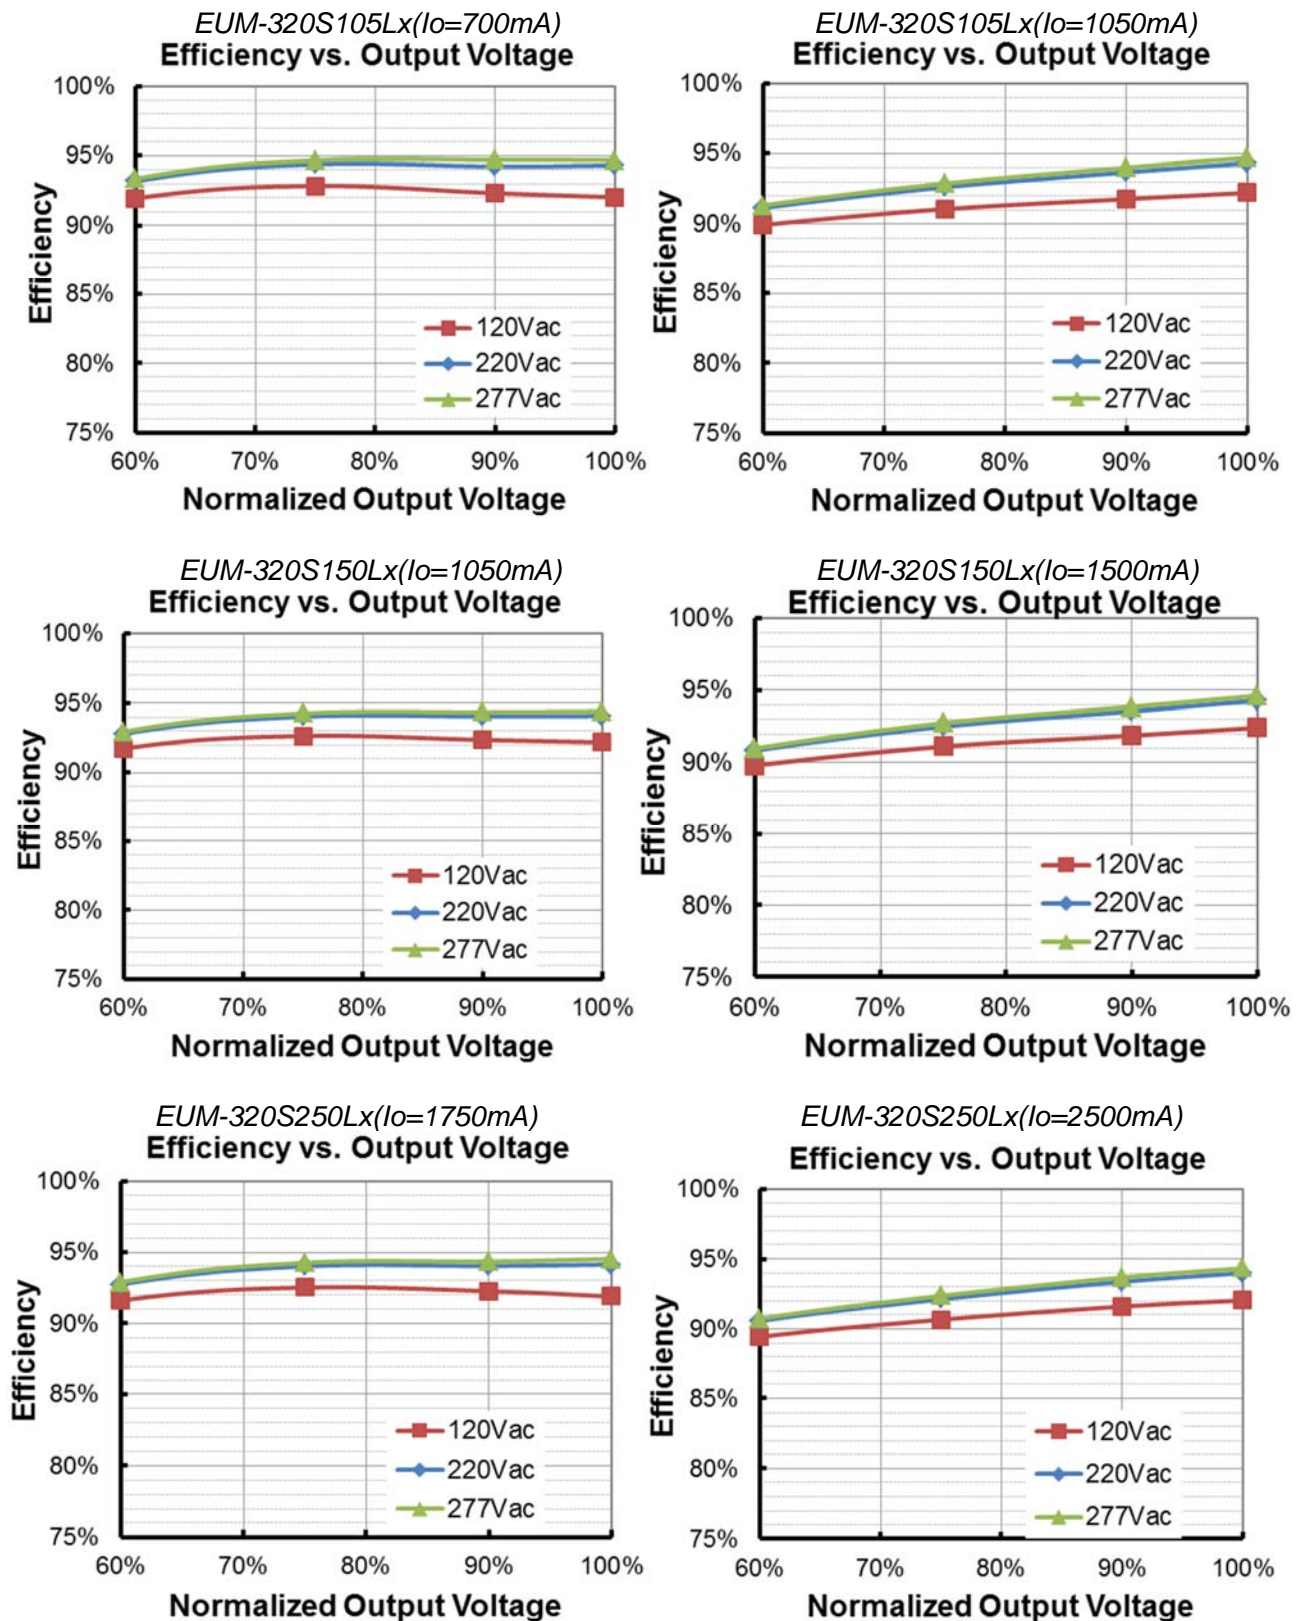 EUM-320S105Lx(Io=700mA)
Efficiency vs. Output Voltage
100%
95%
90%
85%
80%
75%
Efficiency
120Vac
220Vac
277Vac
60% 70% 80% 90% 100%
Normalized Output Voltage
EUM-320S105Lx(Io=1050mA)
Efficiency vs. Output Voltage
100%
95%
90%
85%
80%
75%
Efficiency
120Vac
220Vac
277Vac
60% 70% 80% 90% 100%
Normalized Output Voltage
EUM-320S150Lx(Io=1050mA)
Efficiency vs. Output Voltage
100%
95%
90%
85%
80%
75%
Efficiency
120Vac
220Vac
277Vac
60% 70% 80% 90% 100%
Normalized Output Voltage
EUM-320S150Lx(Io=1500mA)
Efficiency vs. Output Voltage
100%
95%
90%
85%
80%
75%
Efficiency
120Vac
220Vac
277Vac
60% 70% 80% 90% 100%
Normalized Output Voltage
EUM-320S250Lx(Io=1750mA)
Efficiency vs. Output Voltage
100%
95%
90%
85%
80%
75%
Efficiency
120Vac
220Vac
277Vac
60% 70% 80% 90% 100%
Normalized Output Voltage
EUM-320S250Lx(Io=2500mA)
Efficiency vs. Output Voltage
100%
95%
90%
85%
80%
75%
Efficiency
120Vac
220Vac
277Vac
60% 70% 80% 90% 100%
Normalized Output Voltage